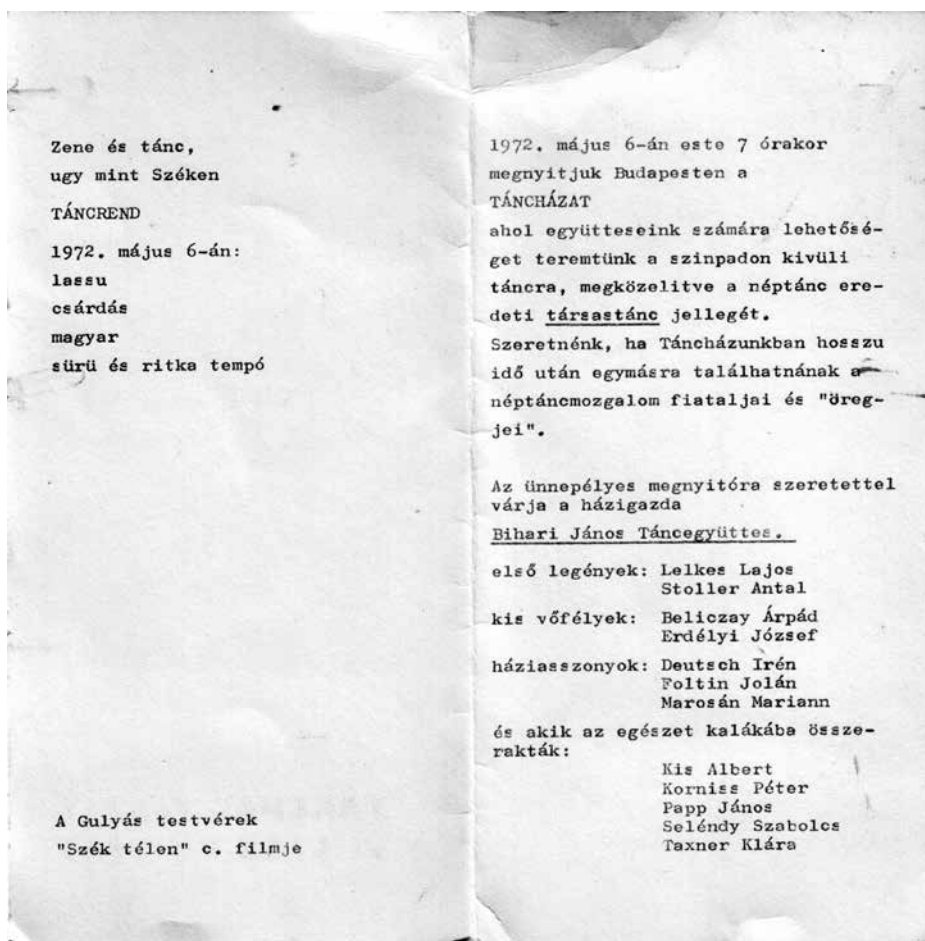 Zene és tánc,
ugy mint Széken
TÁNCREND
1972. május 6-án:
lassu
csárdás
magyar
sürü és ritka tempó
A Gulyás testvérek
"Szék télen" c. filmje
1972. május 6-án este 7 órakor
megnyitjuk Budapesten a
TÁNCHÁZAT
ahol együtteseink számára lehetősé-
get teremtünk a szinpadon kivüli
táncra, megközelitve a néptánc ere-
deti társastánc jellegét.
Szeretnénk, ha Táncházunkban hosszu
idő után egymásra találhatnának a
néptáncmozgalom fiataljai és "öreg-
jei".
Az ünnepélyes megnyitóra szeretettel
várja a házigazda
Bihari János Táncegyüttes.
első legények: Lelkes Lajos
Stoller Antal
kis vőfélyek: Beliczay Árpád
Erdélyi József
háziasszonyok: Deutsch Irén
Foltin Jolán
Marosán Mariann
és akik az egészet kalákába össze-
rakták:
Kis Albert
Korniss Péter
Papp János
Seléndy Szabolcs
Taxner Klára